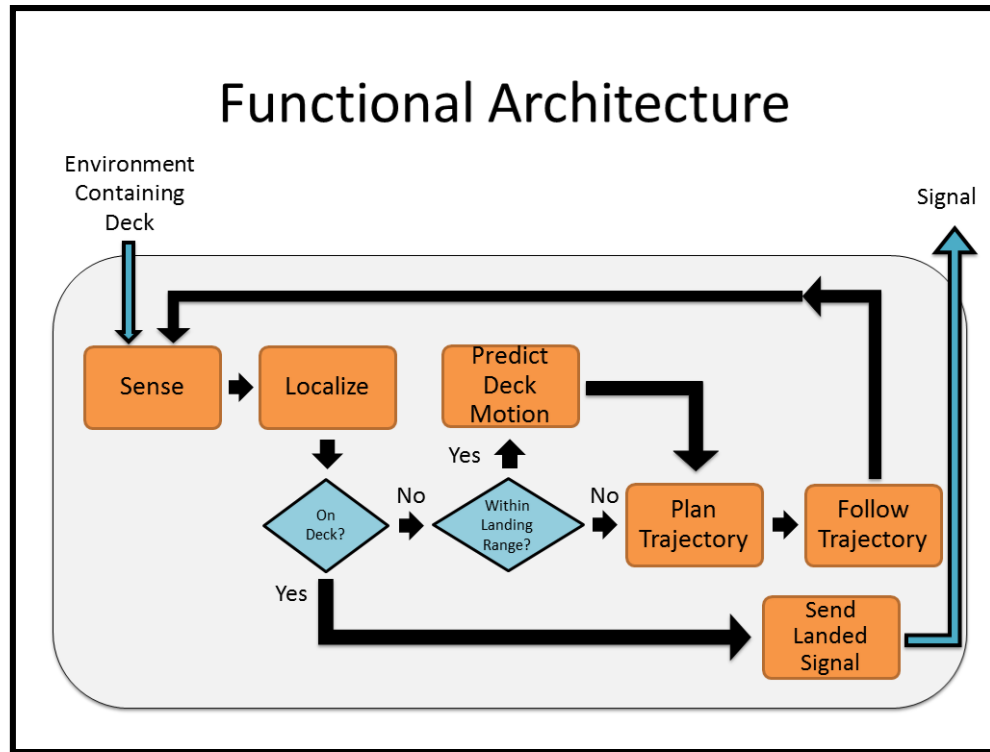 Functional Architecture
Environment
Containing
Deck
Signal
Sense
Localize
Predict
Deck
Motion
Yes
On
Deck?
No
Within
Landing
Range?
No
Plan
Trajectory
Follow
Trajectory
Yes
Send
Landed
Signal